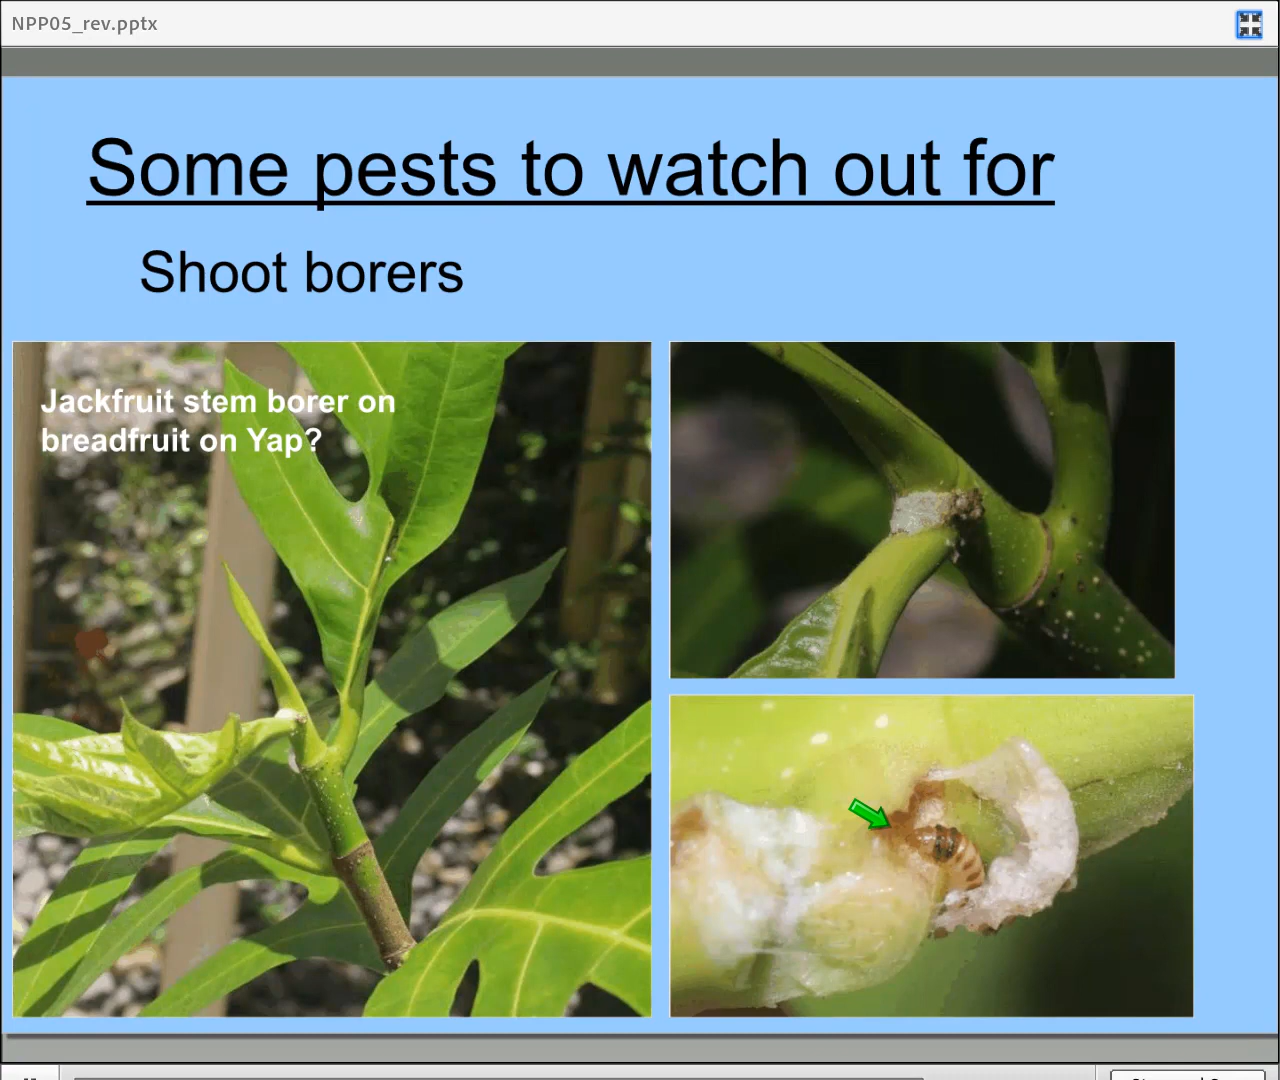 NPP05_rev.pptx
Some pests to watch out for
Shoot borers
Jackfruit stem borer on
breadfruit on Yap?